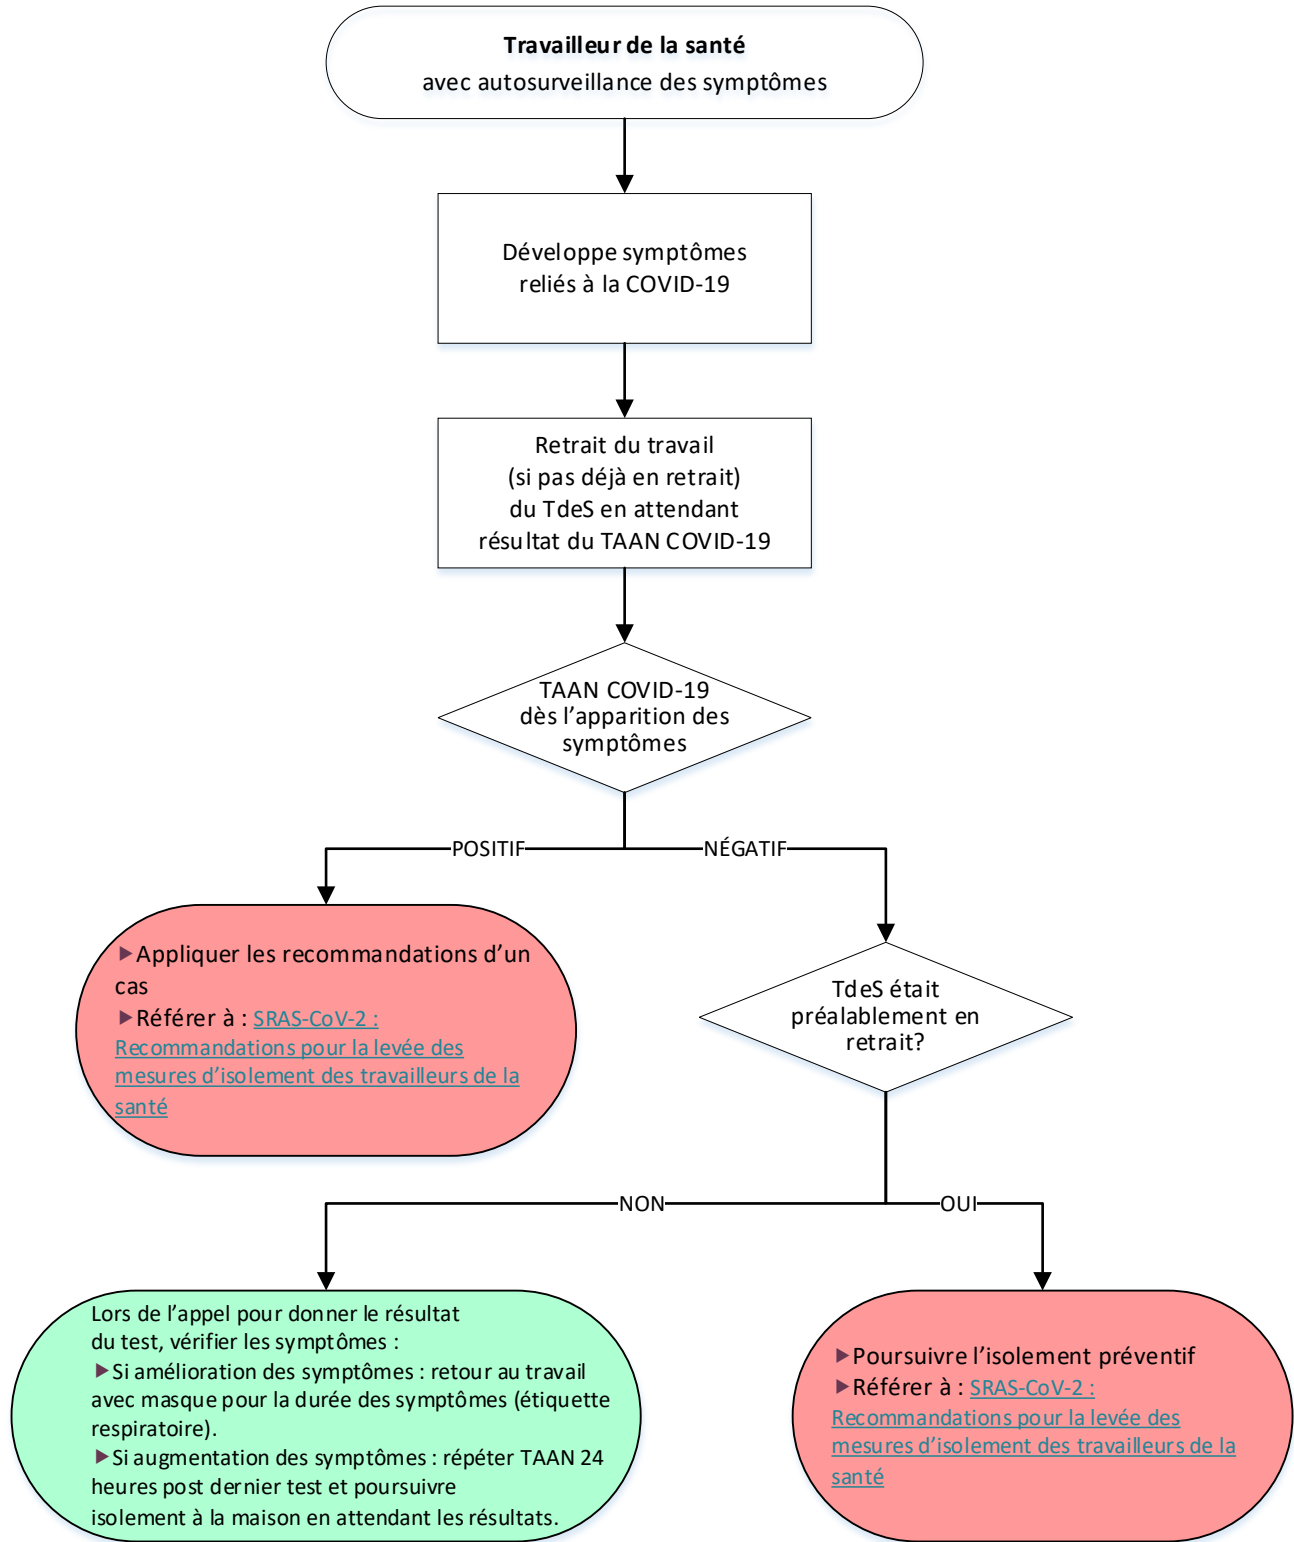 Travailleur de la santé
avec autosurveillance des symptômes
Développe symptômes
reliés à la COVID-19
Retrait du travail
(si pas déjà en retrait)
du TdeS en attendant
résultat du TAAN COVID-19
TAAN COVID-19
dès l’apparition des
symptômes
POSITIF
NÉGATIF
▶Appliquer les recommandations d’un
cas
▶Référer à : SRAS-CoV-2 :
Recommandations pour la levée des
mesures d’isolement des travailleurs de la
santé
TdeS était
préalablement en
retrait?
NON
OUI
Lors de l’appel pour donner le résultat
du test, vérifier les symptômes :
▶Si amélioration des symptômes : retour au travail
avec masque pour la durée des symptômes (étiquette
respiratoire).
▶Si augmentation des symptômes : répéter TAAN 24
heures post dernier test et poursuivre
isolement à la maison en attendant les résultats.
▶Poursuivre l’isolement préventif
▶Référer à : SRAS-CoV-2 :
Recommandations pour la levée des
mesures d’isolement des travailleurs de la
santé